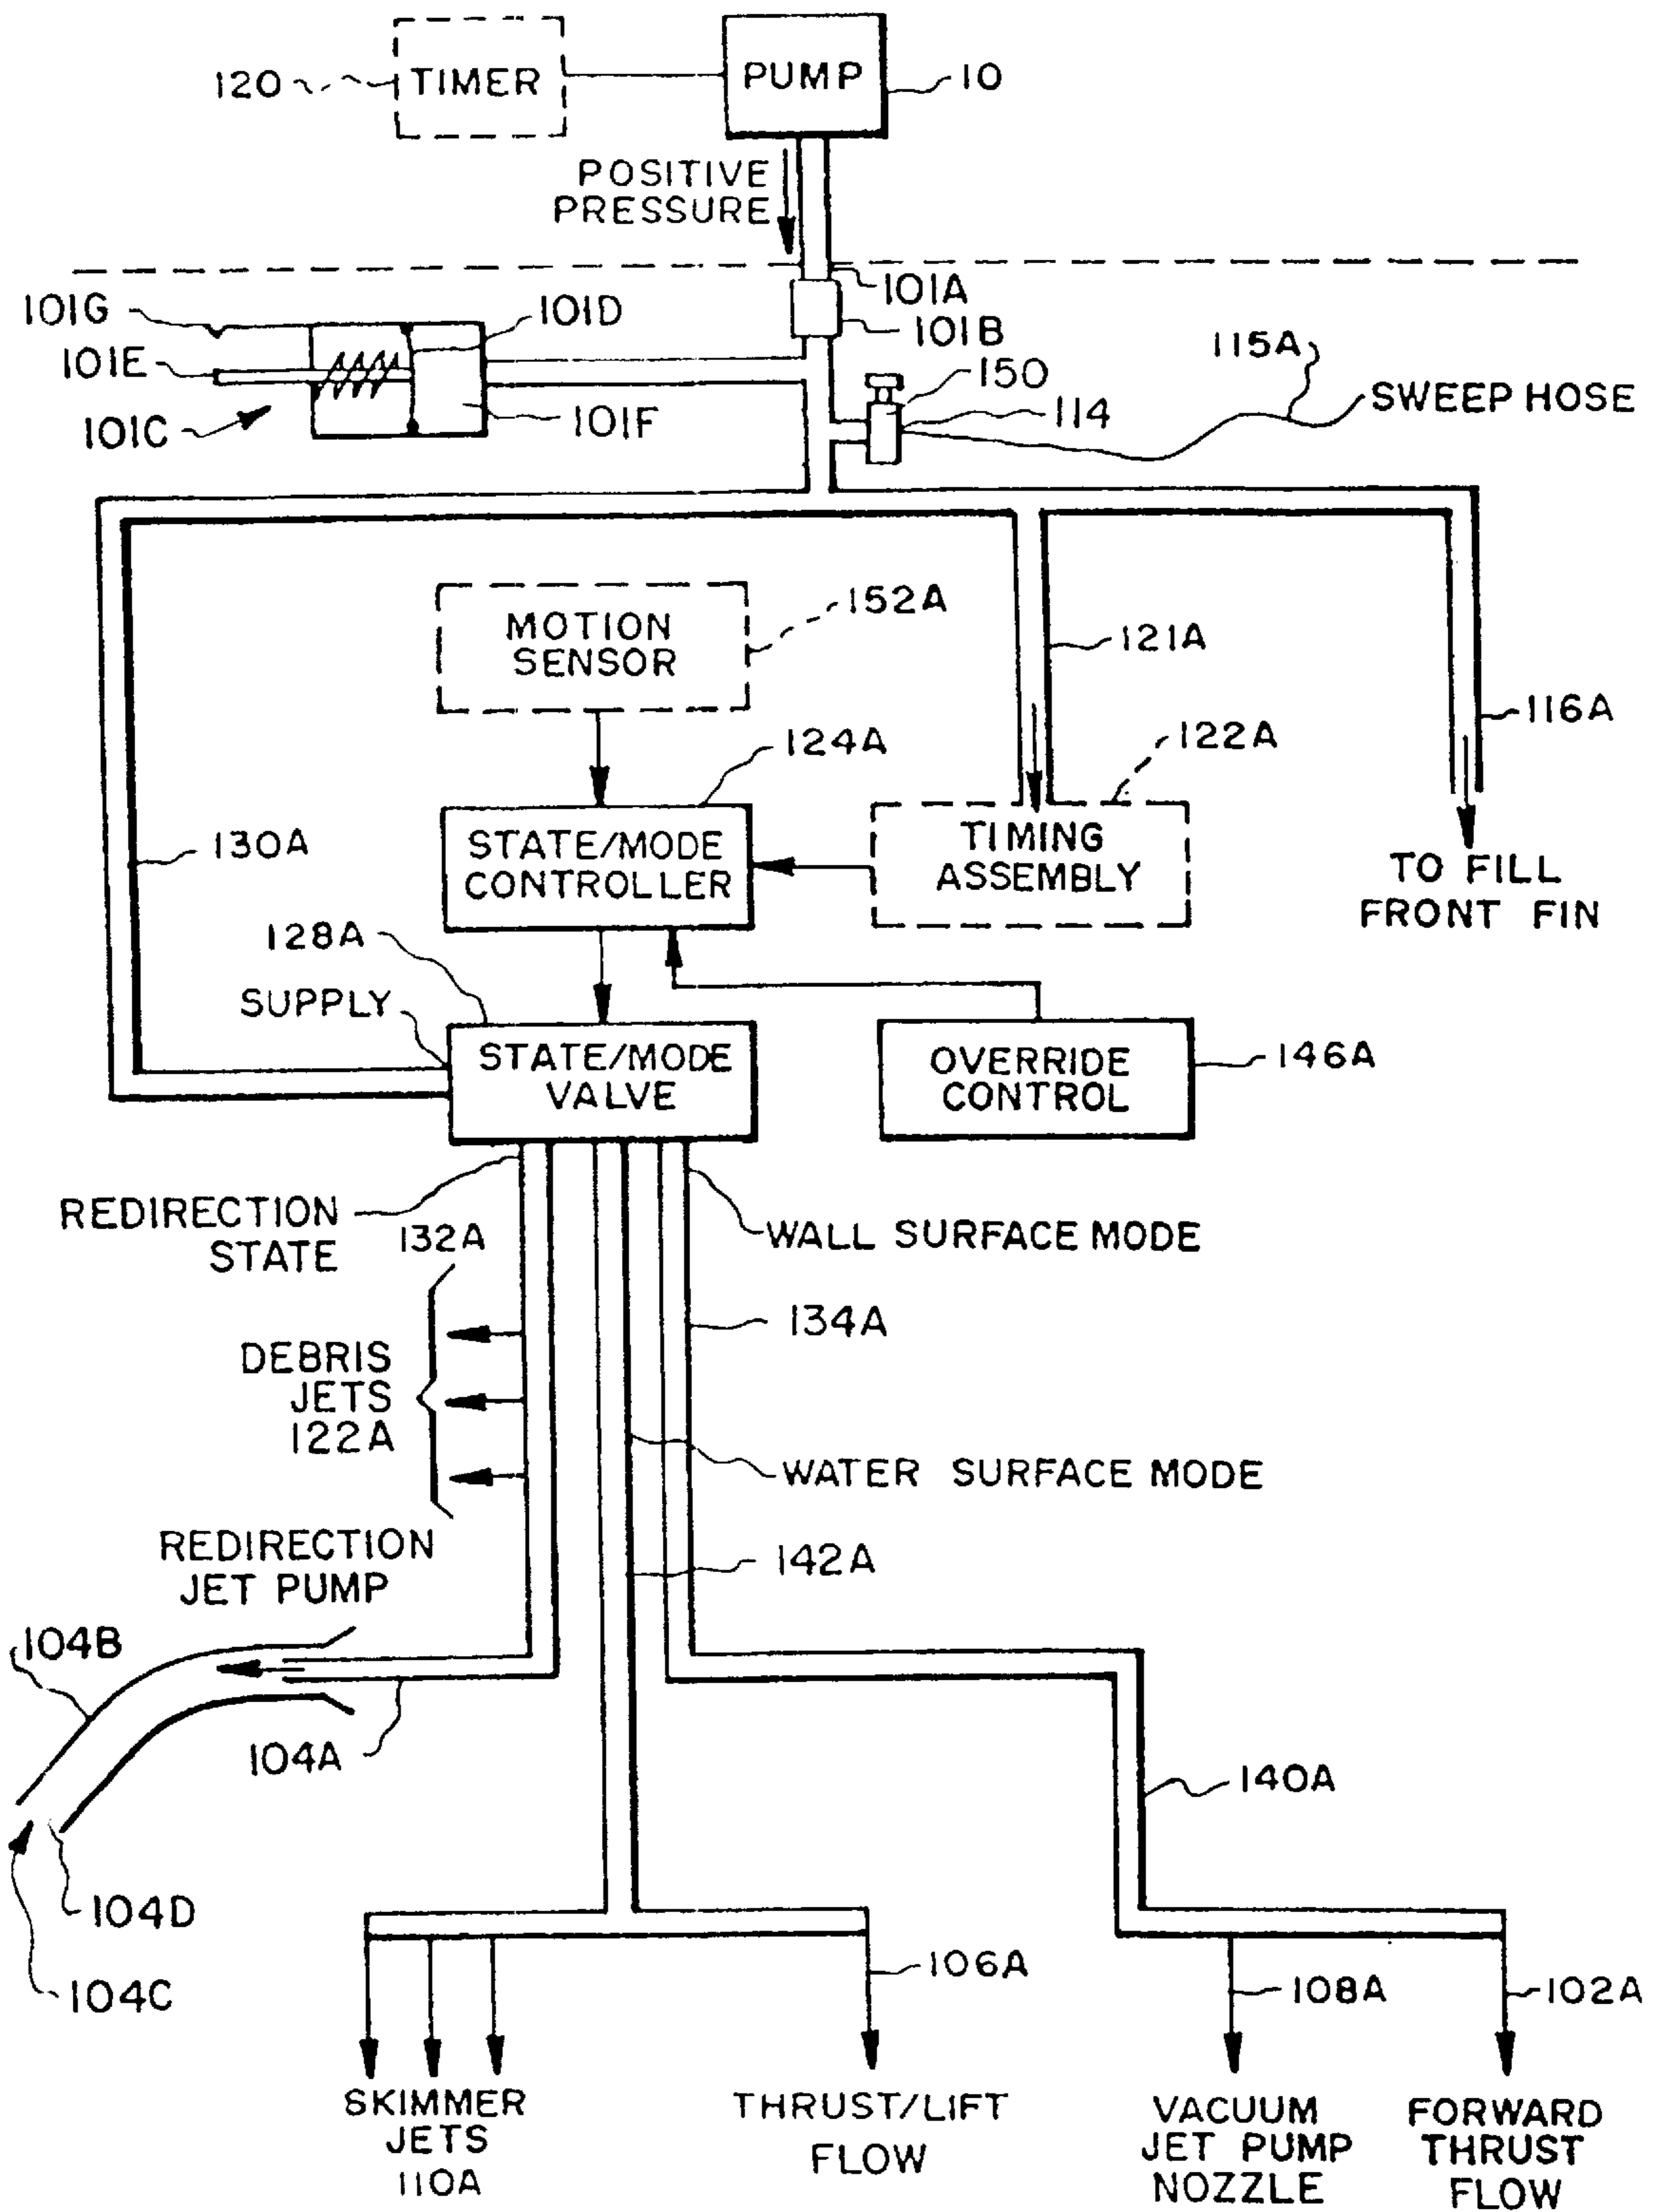 120
TIMER
PUMP
10
POSITIVE
PRESSURE
101A
101G
101D
101B
115A
101E
150
SWEEP HOSE
114
101C
101F
MOTION
SENSOR
152A
121A
116A
124A
122A
130A
STATE/MODE
CONTROLLER
TIMING
ASSEMBLY
TO FILL
FRONT FIN
128A
SUPPLY
STATE/MODE
VALVE
OVERRIDE
CONTROL
146A
REDIRECTION
STATE
132A
WALL SURFACE MODE
134A
DEBRIS
JETS
122A
WATER SURFACE MODE
REDIRECTION
JET PUMP
142A
104B
104A
140A
104D
104C
106A
108A
102A
SKIMMER
JETS
110A
THRUST/LIFT
FLOW
VACUUM
JET PUMP
NOZZLE
FORWARD
THRUST
FLOW